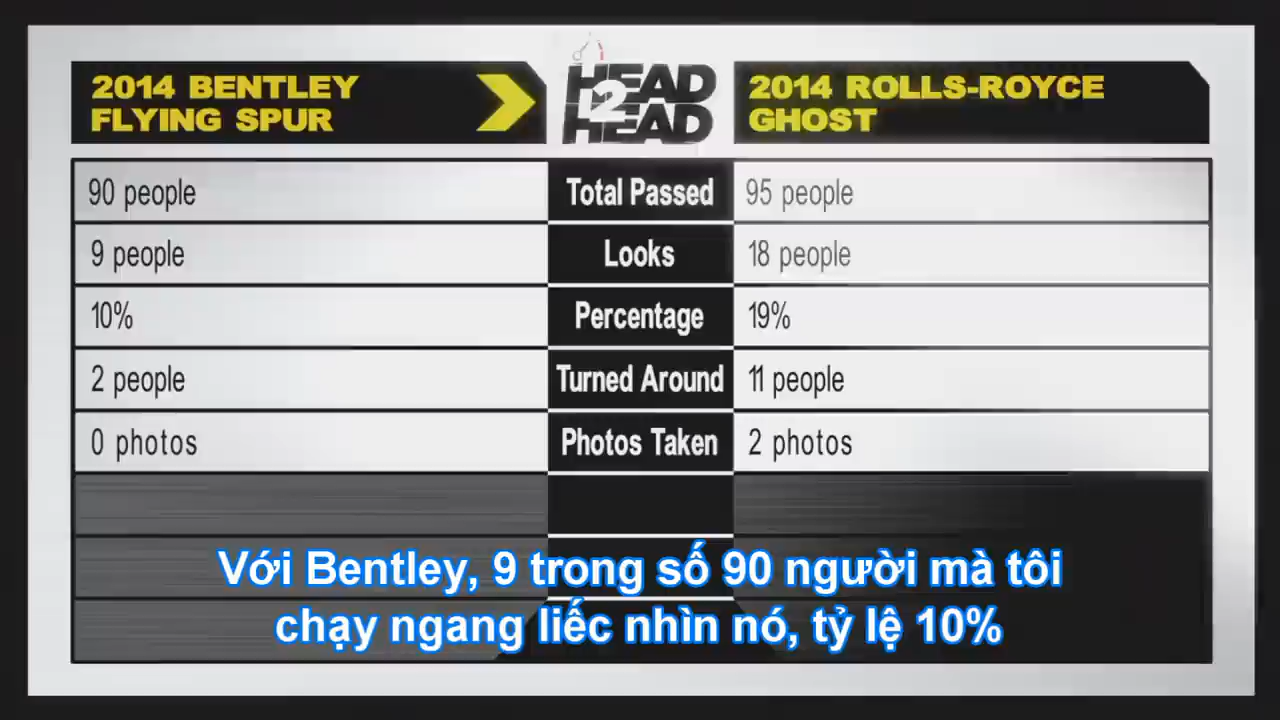 2014 BENTLEY
FLYING SPUR
HEAD
2
HEAD
2014 ROLLS-ROYCE
GHOST
90 people Total Passed 95 people
9 people Looks 18 people
10% Percentage 19%
2 people Turned Around 11 people
0 photos Photos Taken 2 photos
Với Bentley, 9 trong số 90 người mà tôi
chạy ngang liếc nhìn nó, tỷ lệ 10%